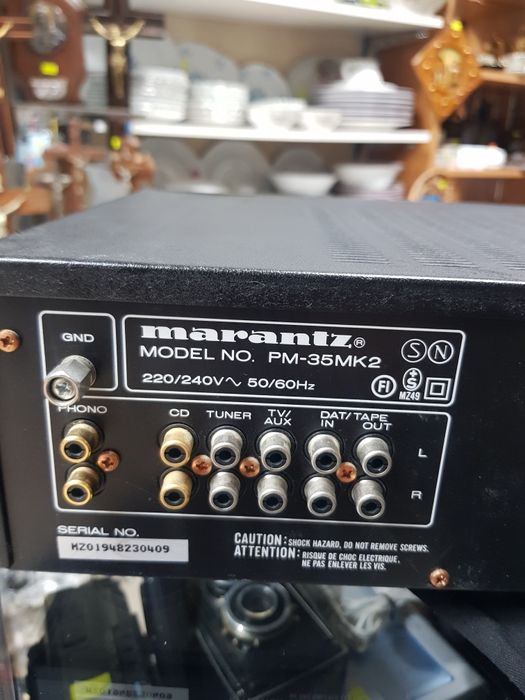 GND
marantz®
MODEL NO. PM-35MK2
220/240V~ 50/60Hz
S N
FI S
MZ49
PHONO CD TUNER TV/AUX DAT/TAPE IN OUT
L
R
SERIAL NO.
MZ01948230409
CAUTION: SHOCK HAZARD, DO NOT REMOVE SCREWS.
ATTENTION: RISQUE DE CHOC ELECTRIQUE,
NE PAS ENLEVER LES VIS.